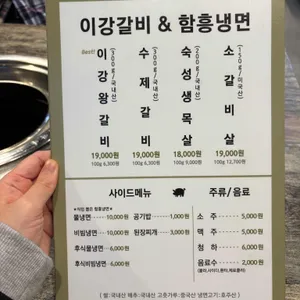 이강갈비 & 함흥냉면
Best!!
이강왕갈비 (300g/국내산)
19,000원
100g 6,300원
수제갈비 (300g/국내산)
19,000원
100g 6,300원
숙성생목살 (200g/국내산)
18,000원
100g 9,000원
소갈비살 (150g/미국산)
19,000원
100g 12,700원
사이드메뉴
물냉면 10,000원
비빔냉면 10,000원
후식물냉면 6,000원
후식비빔냉면 6,000원
공기밥 1,000원
된장찌개 3,000원
주류/음료
소주 5,000원
맥주 5,000원
청하 6,000원
음료수 2,000원